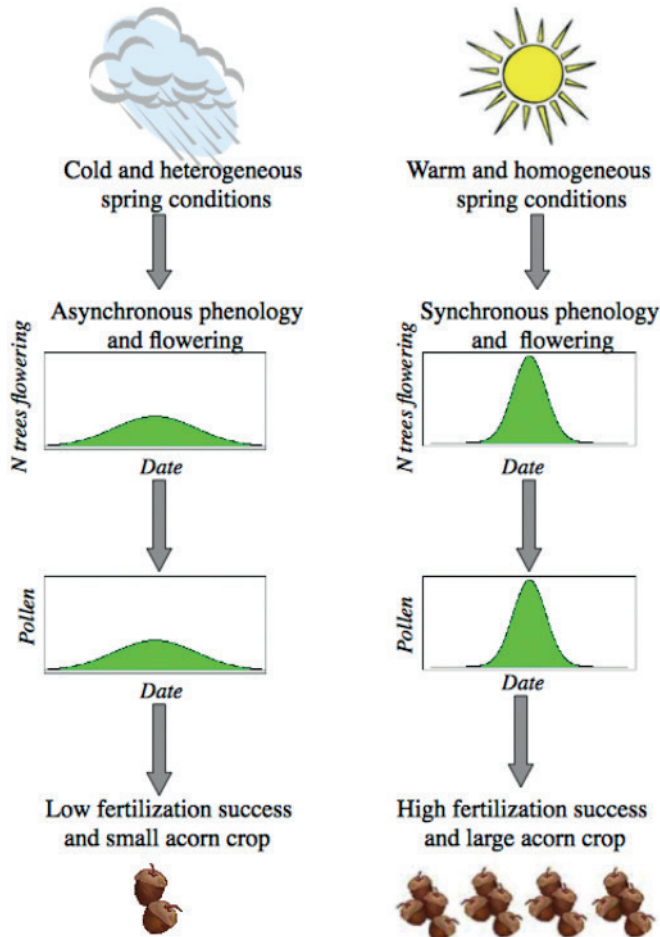 Cold and heterogeneous
spring conditions
Asynchronous phenology
and flowering
N trees flowering
Date
Pollen
Date
Low fertilization success
and small acorn crop
Warm and homogeneous
spring conditions
Synchronous phenology
and flowering
N trees flowering
Date
Pollen
Date
High fertilization success
and large acorn crop